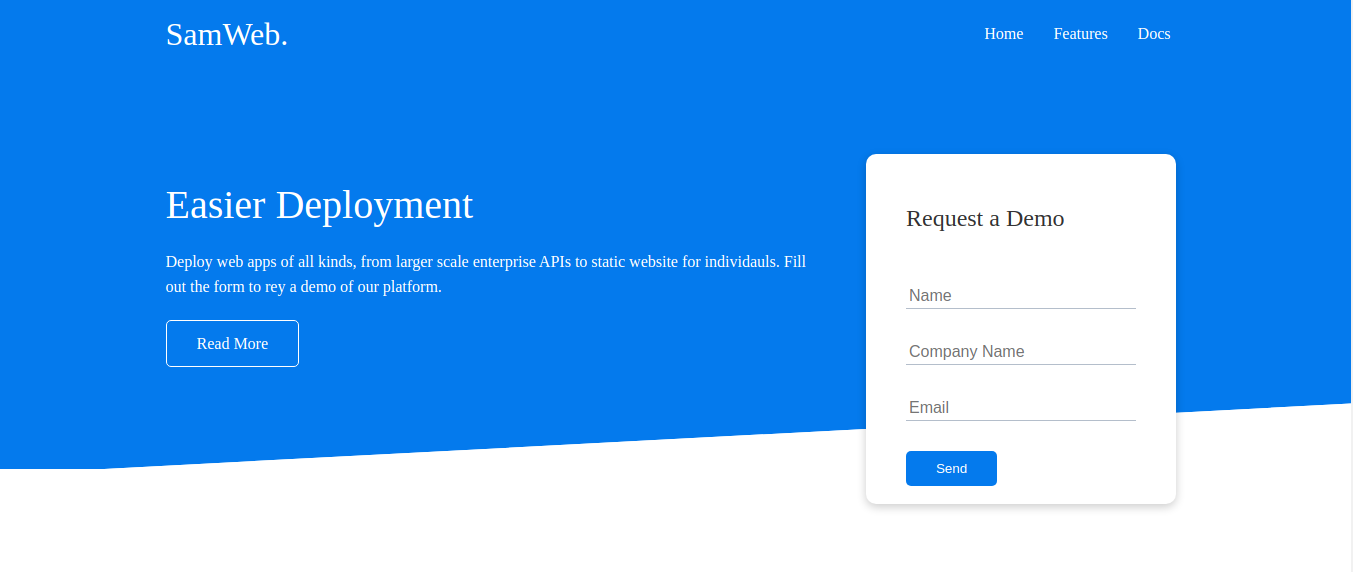 SamWeb.
Home Features Docs
Easier Deployment
Deploy web apps of all kinds, from larger scale enterprise APIs to static website for individauls. Fill
out the form to rey a demo of our platform.
Read More
Request a Demo
Name
Company Name
Email
Send